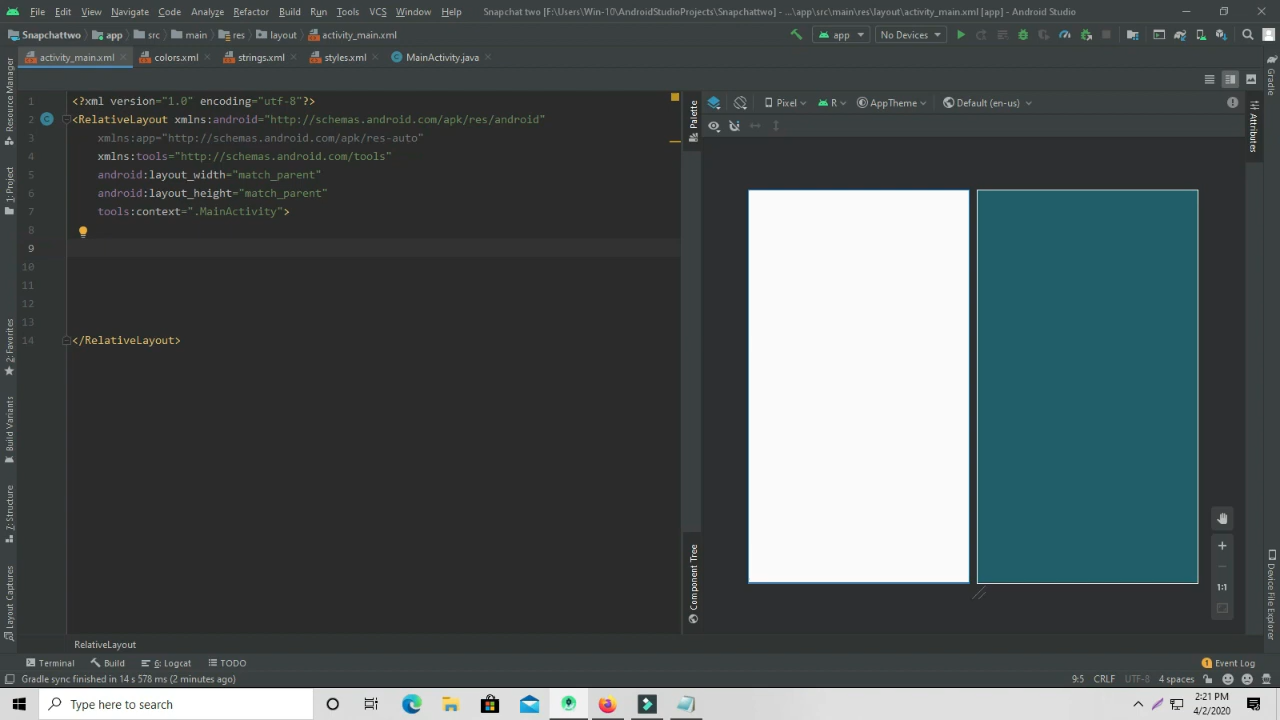 File Edit View Navigate Code Analyze Refactor Build Run Tools VCS Window Help Snapchat two [F:\Users\Win-10\AndroidStudioProjects\Snapchattwo] - ...\app\src\main\res\layout\activity_main.xml [app] - Android Studio
Snapchattwo app src main res layout activity_main.xml app No Devices
activity_main.xml colors.xml strings.xml styles.xml MainActivity.java
1 <?xml version="1.0" encoding="utf-8"?>
2 <RelativeLayout xmlns:android="http://schemas.android.com/apk/res/android"
3 xmlns:app="http://schemas.android.com/apk/res-auto"
4 xmlns:tools="http://schemas.android.com/tools"
5 android:layout_width="match_parent"
6 android:layout_height="match_parent"
7 tools:context=".MainActivity">
8
9
10
11
12
13
14 </RelativeLayout>
Resource Manager
1: Project
2: Favorites
Build Variants
7: Structure
Layout Captures
Palette
Component Tree
Pixel R AppTheme Default (en-us)
1:1
Attributes
Gradle
Device File Explorer
RelativeLayout
Terminal Build 6: Logcat TODO Event Log
Gradle sync finished in 14 s 578 ms (2 minutes ago) 9:5 CRLF UTF-8 4 spaces
Type here to search
2:21 PM
4/2/2020